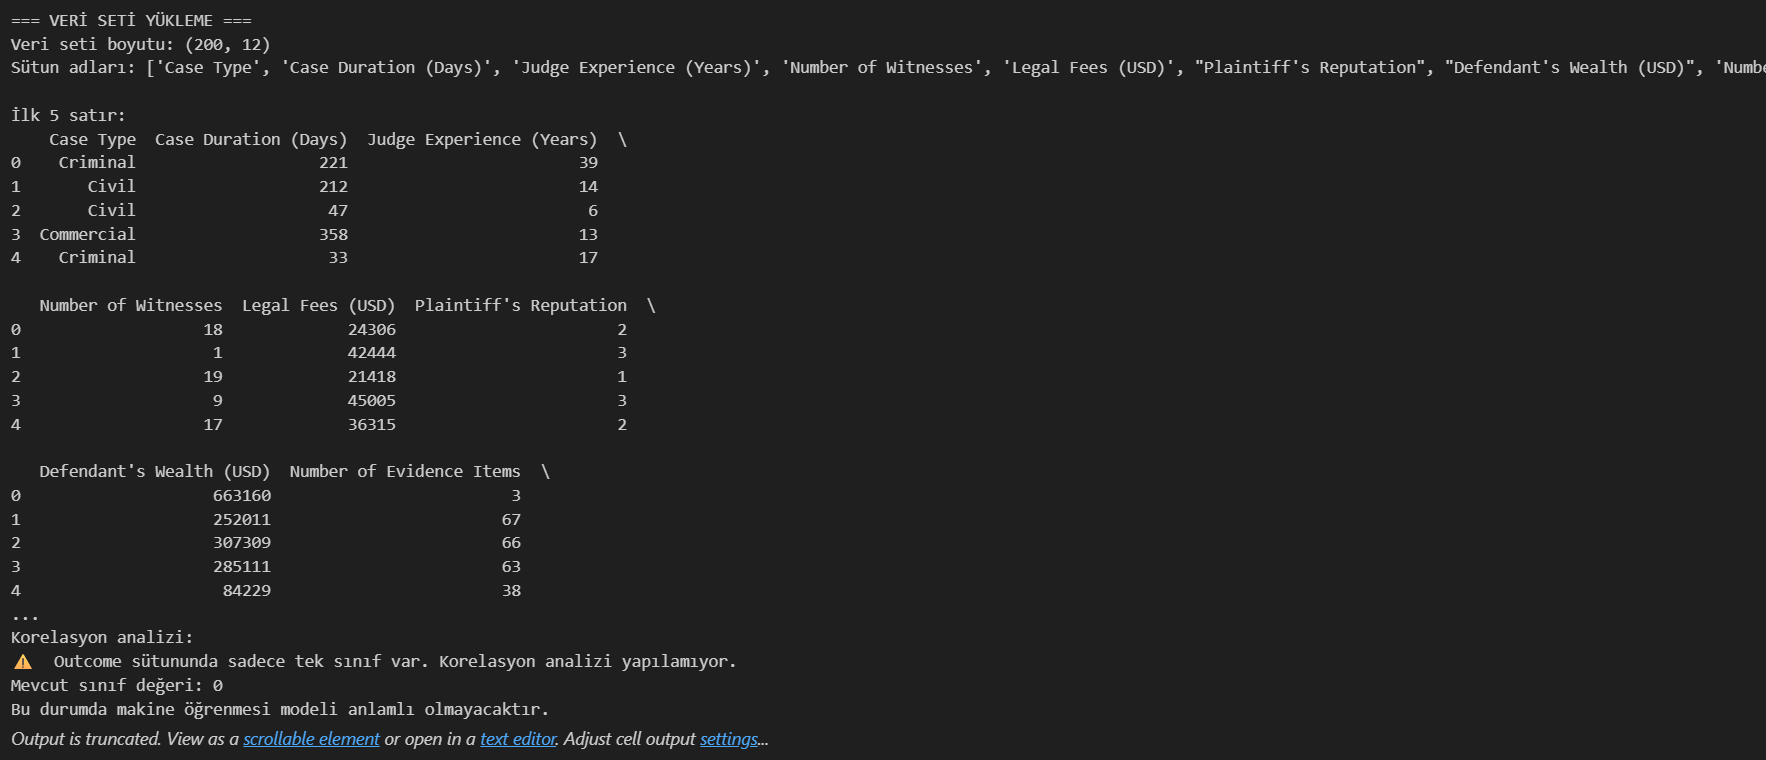 === VERİ SETİ YÜKLEME ===
Veri seti boyutu: (200, 12)
Sütun adları: ['Case Type', 'Case Duration (Days)', 'Judge Experience (Years)', 'Number of Witnesses', 'Legal Fees (USD)', "Plaintiff's Reputation", "Defendant's Wealth (USD)", 'Numbe
İlk 5 satır:
Case Type  Case Duration (Days)  Judge Experience (Years)  \
0    Criminal                   221                        39
1       Civil                   212                        14
2       Civil                    47                         6
3  Commercial                   358                        13
4    Criminal                    33                        17
Number of Witnesses  Legal Fees (USD)  Plaintiff's Reputation  \
0                   18             24306                       2
1                    1             42444                       3
2                   19             21418                       1
3                    9             45005                       3
4                   17             36315                       2
Defendant's Wealth (USD)  Number of Evidence Items  \
0                    663160                         3
1                    252011                        67
2                    307309                        66
3                    285111                        63
4                     84229                        38
...
Korelasyon analizi:
⚠️  Outcome sütununda sadece tek sınıf var. Korelasyon analizi yapılamıyor.
Mevcut sınıf değeri: 0
Bu durumda makine öğrenmesi modeli anlamlı olmayacaktır.
Output is truncated. View as a scrollable element or open in a text editor. Adjust cell output settings...